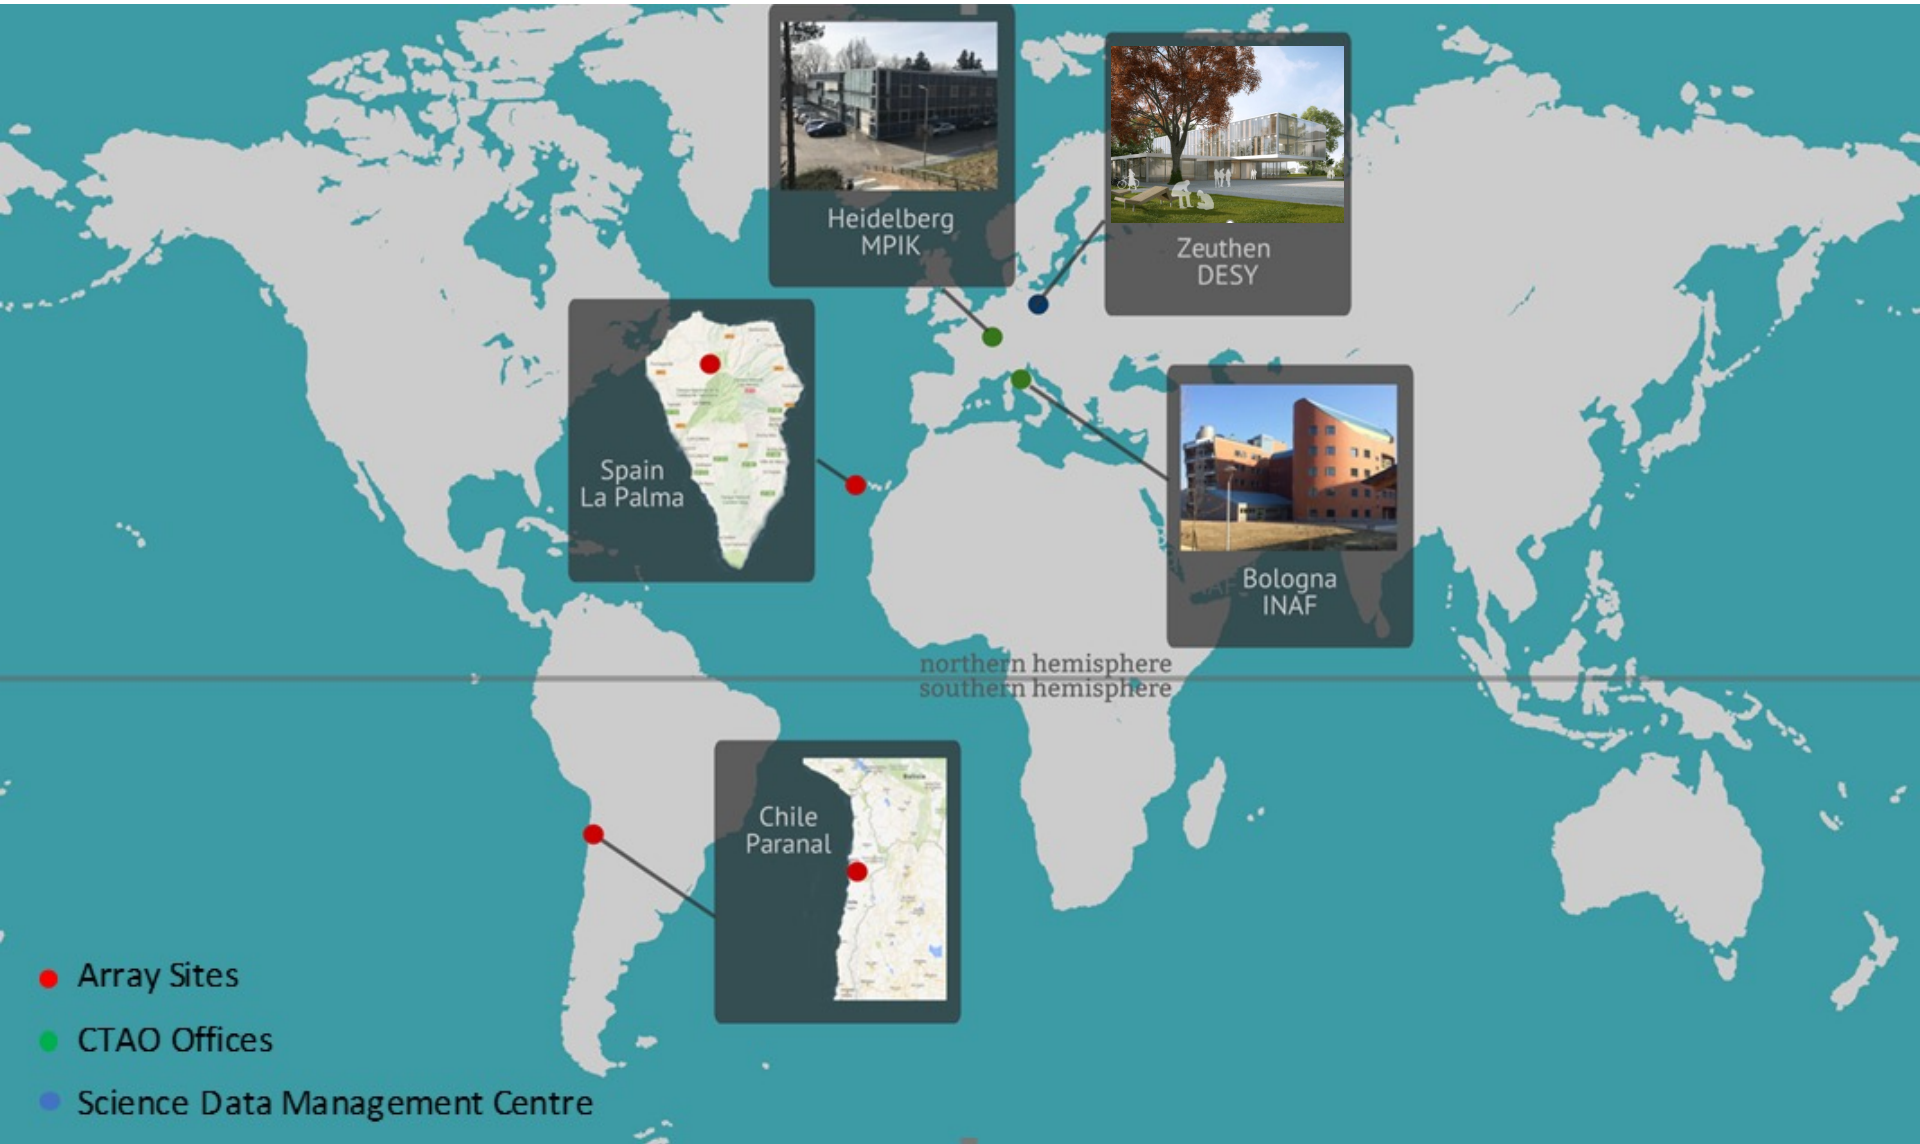 Heidelberg
MPIK
Zeuthen
DESY
Spain
La Palma
Bologna
INAF
northern hemisphere
southern hemisphere
Chile
Paranal
Array Sites
CTAO Offices
Science Data Management Centre